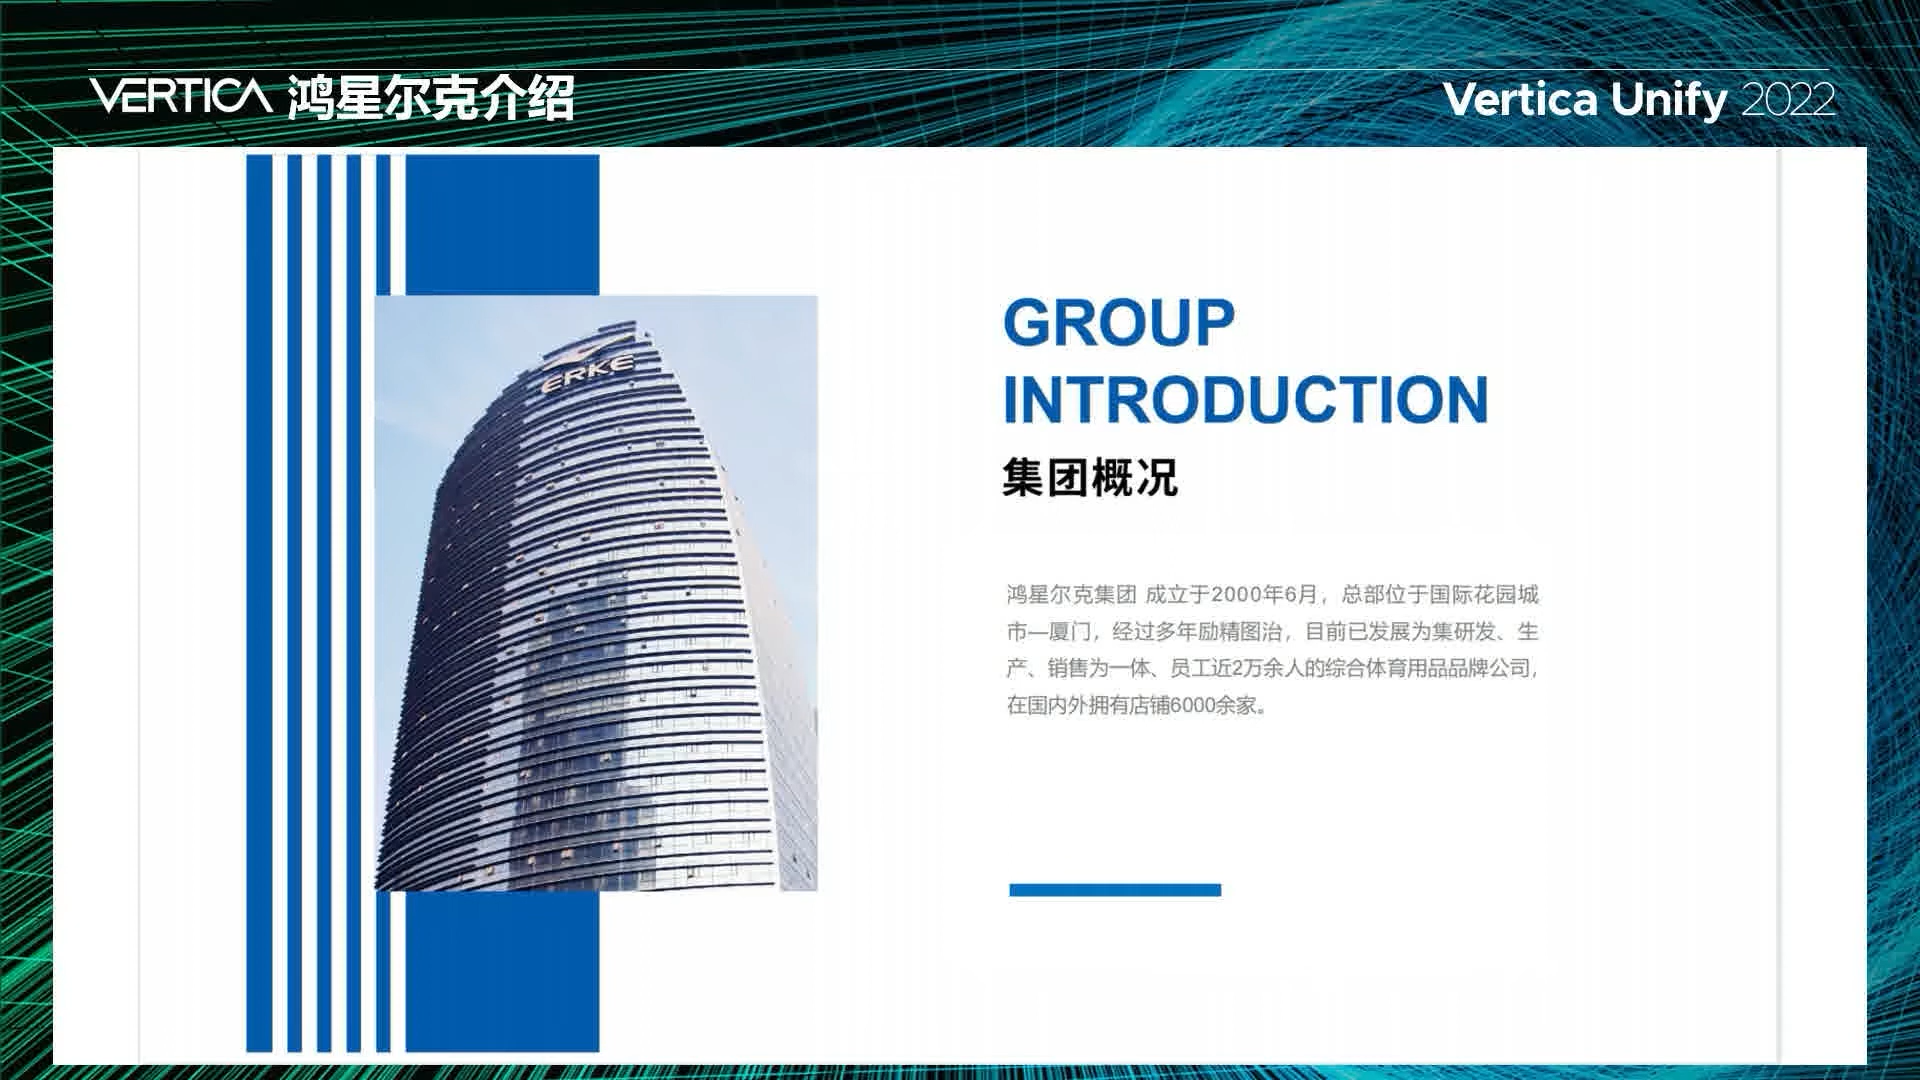 VERTICA 鸿星尔克介绍
Vertica Unify 2022
ERKE
GROUP
INTRODUCTION
集团概况
鸿星尔克集团 成立于2000年6月，总部位于国际花园城
市—厦门，经过多年励精图治，目前已发展为集研发、生
产、销售为一体、员工近2万余人的综合体育用品品牌公司，
在国内外拥有店铺6000余家。